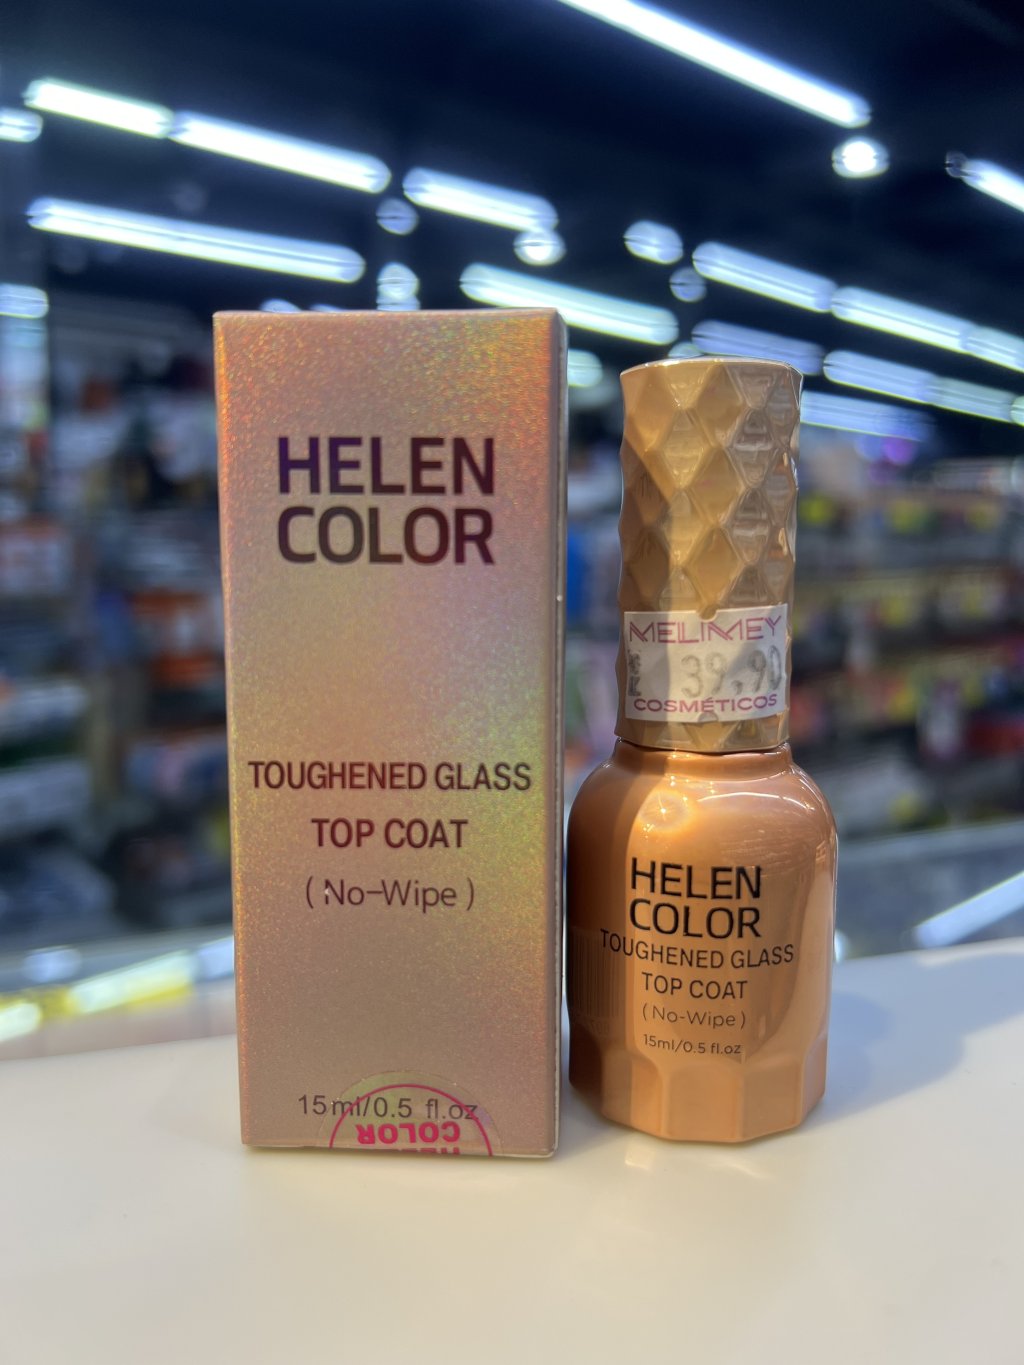 HELEN
COLOR
TOUGHENED GLASS
TOP COAT
(No-Wipe)
15ml/0.5 fl.oz
COLOR
MELIMEY
39,90
COSMÉTICOS
HELEN
COLOR
TOUGHENED GLASS
TOP COAT
(No-Wipe)
15ml/0.5 fl.oz